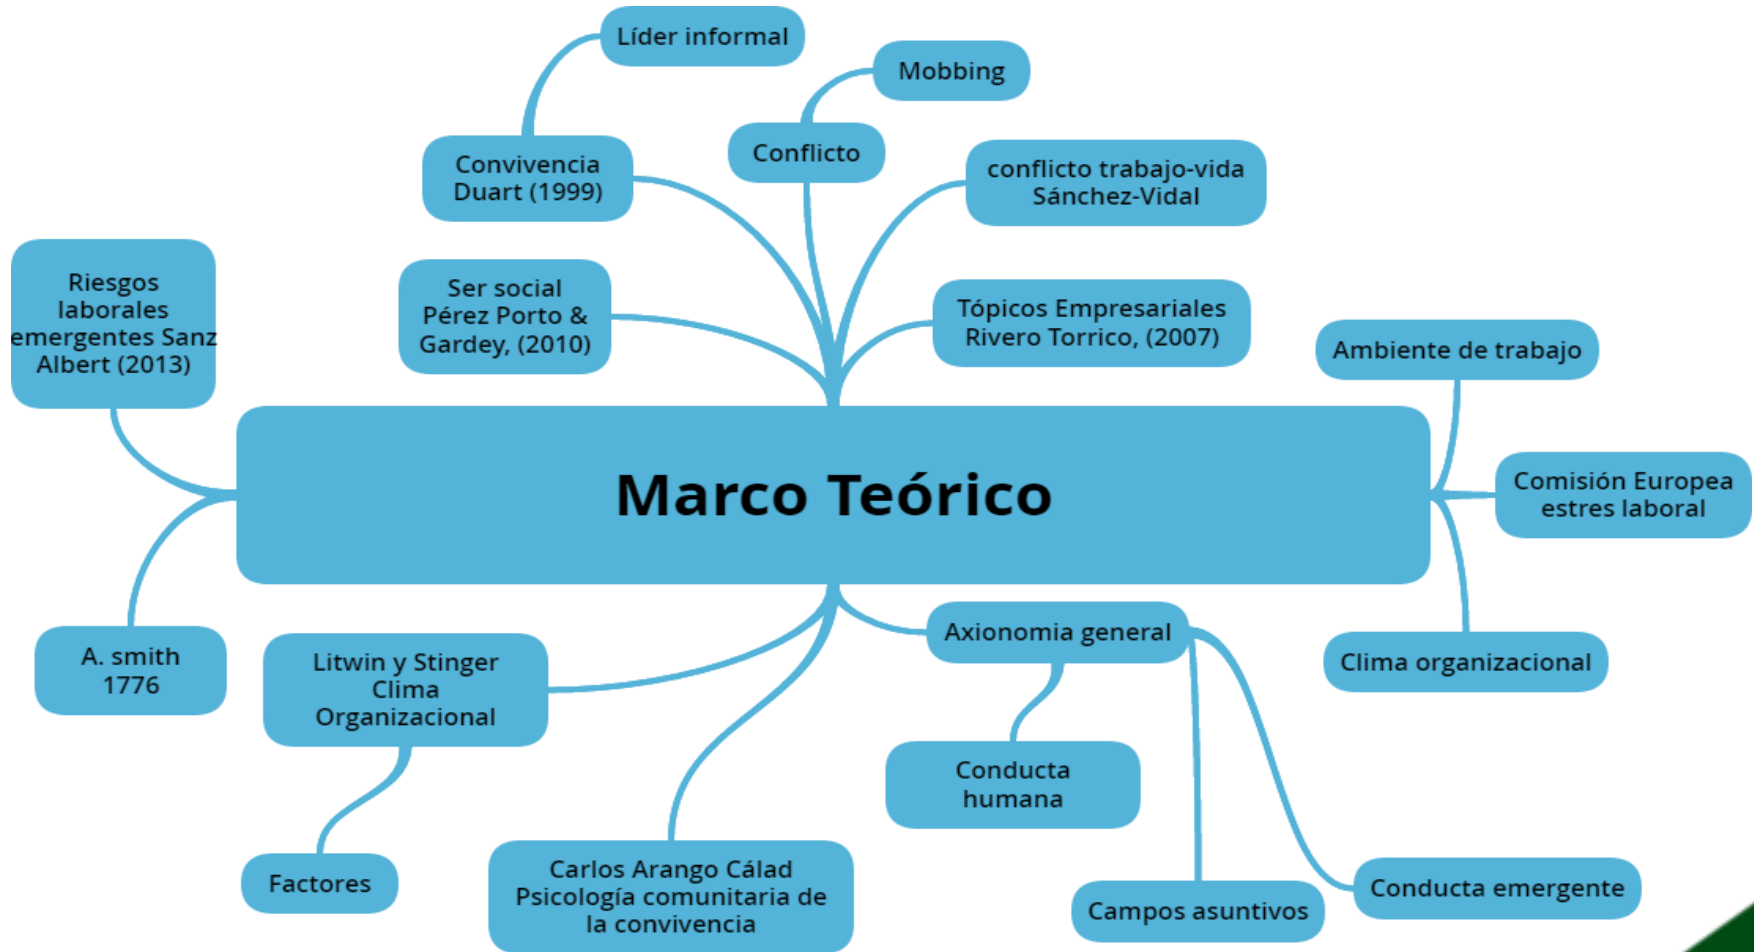 Líder informal
Mobbing
Convivencia
Duart (1999)
Conflicto
conflicto trabajo-vida
Sánchez-Vidal
Riesgos
laborales
emergentes Sanz
Albert (2013)
Ser social
Pérez Porto &
Gardey, (2010)
Tópicos Empresariales
Rivero Torrico, (2007)
Ambiente de trabajo
Marco Teórico
Comisión Europea
estres laboral
A. smith
1776
Litwin y Stinger
Clima
Organizacional
Axionomia general
Clima organizacional
Conducta
humana
Factores
Carlos Arango Cálad
Psicología comunitaria de
la convivencia
Campos asuntivos
Conducta emergente